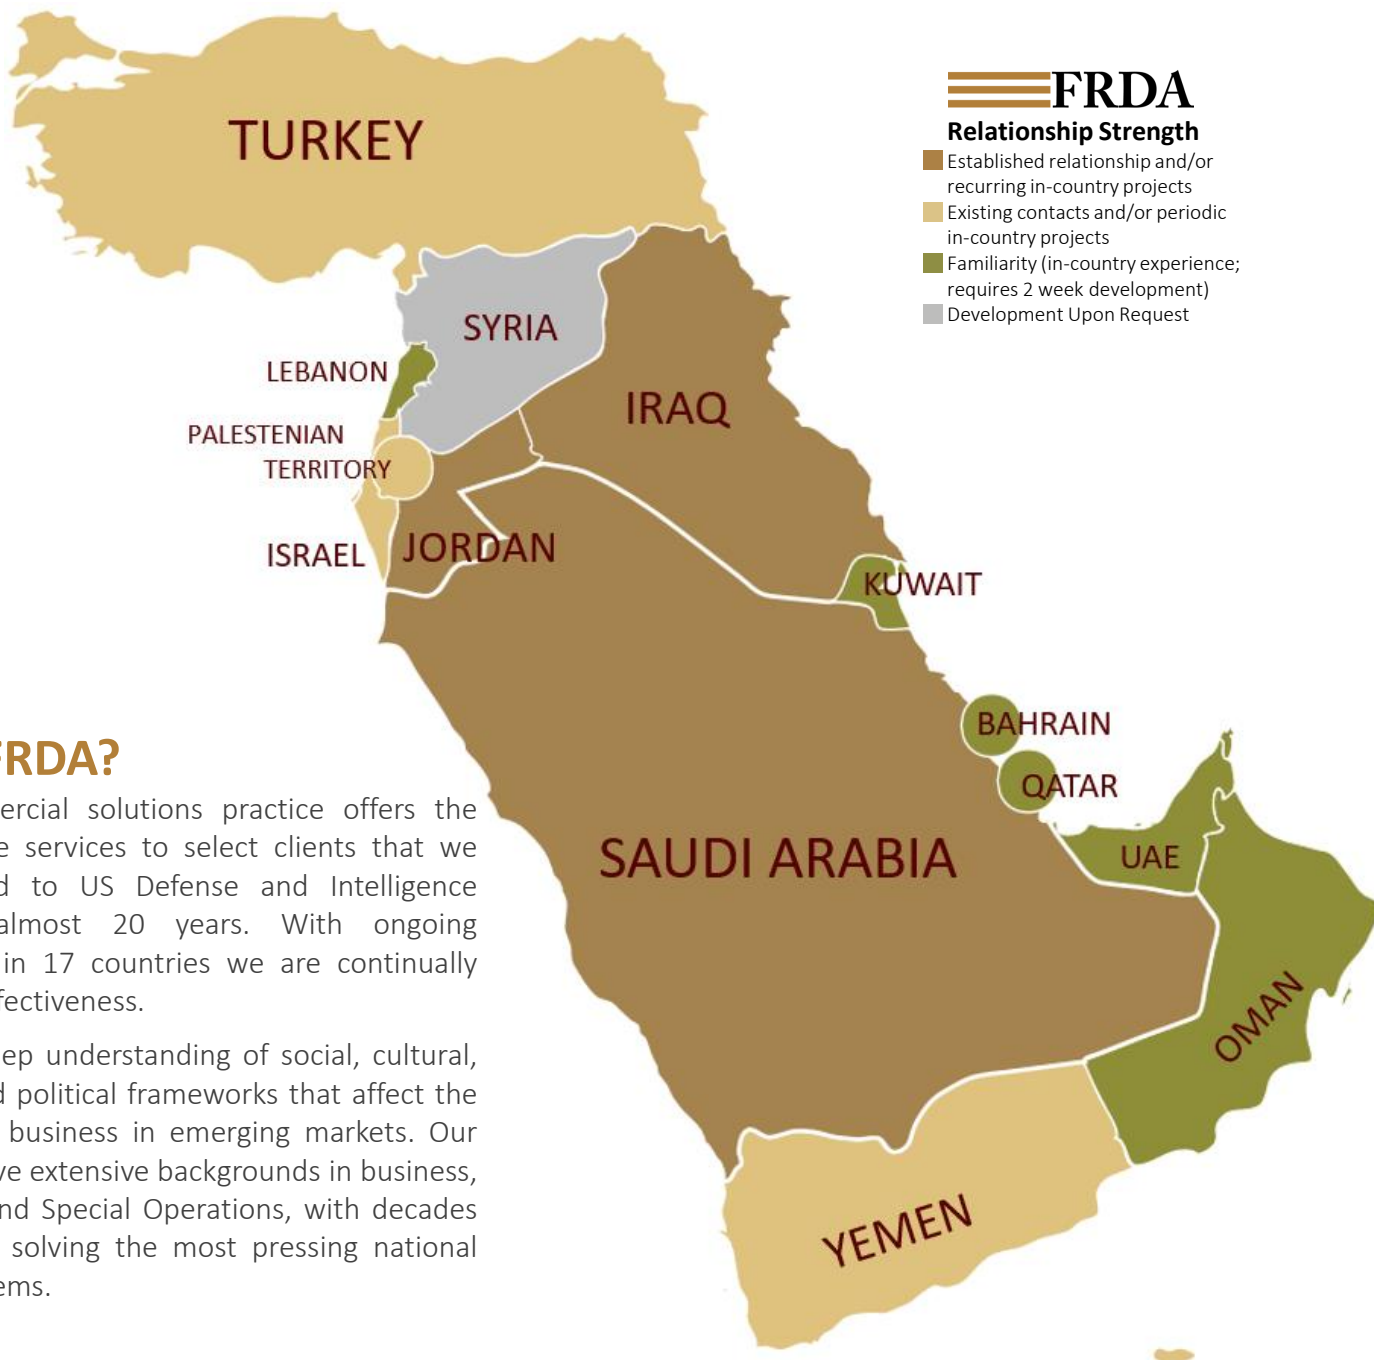 FRDA
Relationship Strength
Established relationship and/or
recurring in-country projects
Existing contacts and/or periodic
in-country projects
Familiarity (in-country experience;
requires 2 week development)
Development Upon Request
TURKEY
SYRIA
LEBANON
IRAQ
PALESTENIAN
TERRITORY
ISRAEL
JORDAN
KUWAIT
BAHRAIN
QATAR
SAUDI ARABIA
UAE
OMAN
YEMEN
FRDA?
ercial solutions practice offers the
e services to select clients that we
d to US Defense and Intelligence
almost 20 years. With ongoing
in 17 countries we are continually
ffectiveness.
ep understanding of social, cultural,
d political frameworks that affect the
business in emerging markets. Our
ve extensive backgrounds in business,
nd Special Operations, with decades
solving the most pressing national
ems.